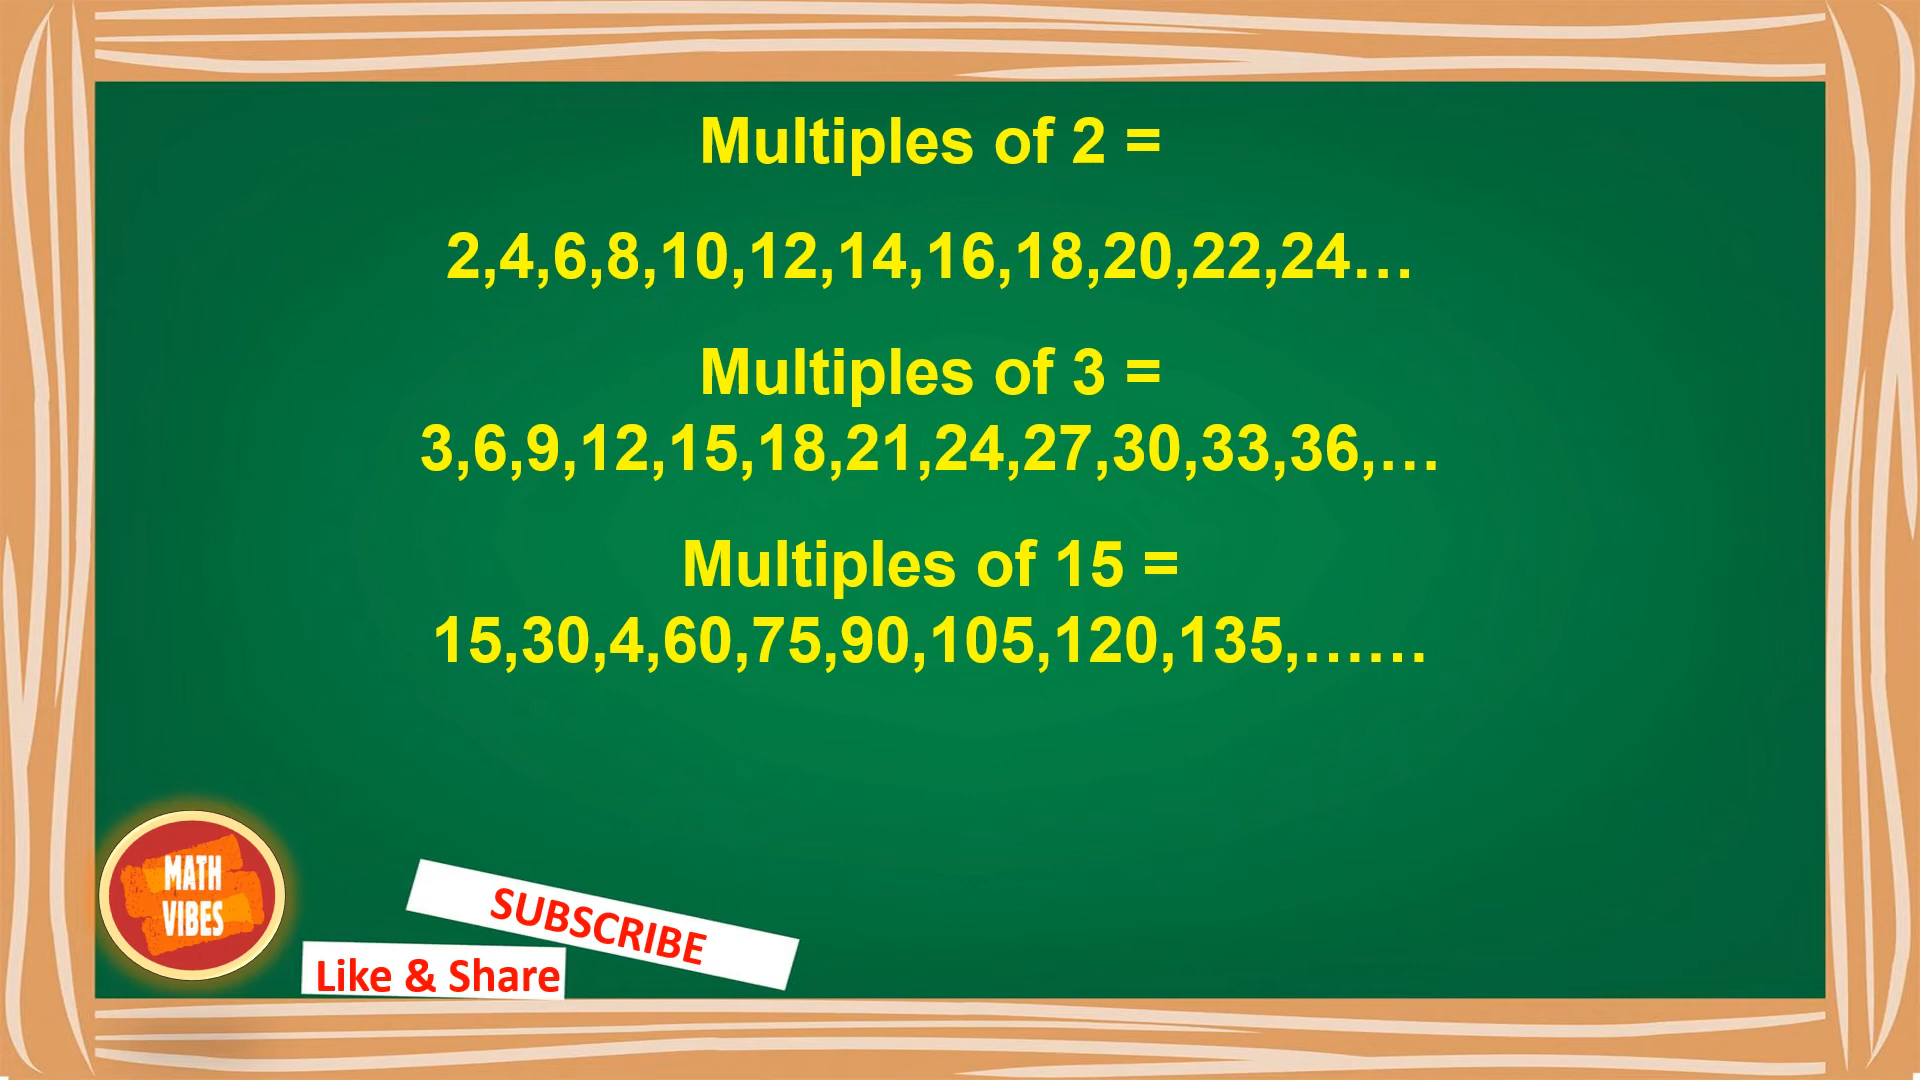 Multiples of 2 =
2,4,6,8,10,12,14,16,18,20,22,24…
Multiples of 3 =
3,6,9,12,15,18,21,24,27,30,33,36,…
Multiples of 15 =
15,30,4,60,75,90,105,120,135,……
MATH
VIBES
SUBSCRIBE
Like & Share